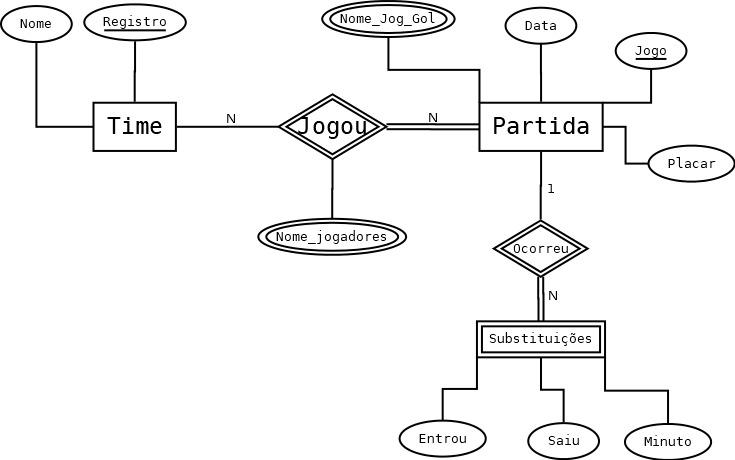 Nome
Registro
Nome_Jog_Gol
Data
Jogo
Time
N
Jogou
N
Partida
Placar
1
Nome_jogadores
Ocorreu
N
Substituições
Entrou
Saiu
Minuto